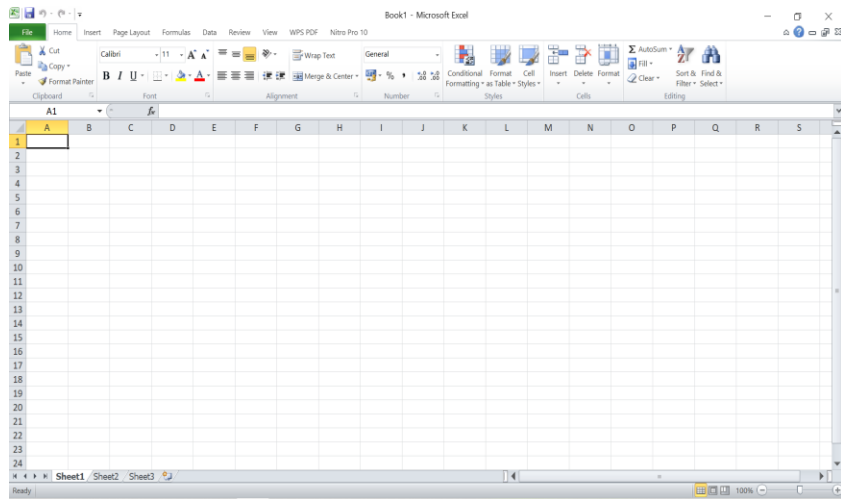 Book1 - Microsoft Excel
File Home Insert Page Layout Formulas Data Review View WPS PDF Nitro Pro 10
Paste
Cut
Copy
Format Painter
Clipboard
Calibri 11
B I U
Font
Wrap Text
Merge & Center
Alignment
General
Number
Conditional Formatting
Format as Table
Cell Styles
Styles
Insert Delete Format
Cells
AutoSum
Fill
Clear
Sort & Filter
Find & Select
Editing
A1 fx
A B C D E F G H I J K L M N O P Q R S
1
2
3
4
5
6
7
8
9
10
11
12
13
14
15
16
17
18
19
20
21
22
23
24
Sheet1 Sheet2 Sheet3
Ready 100%